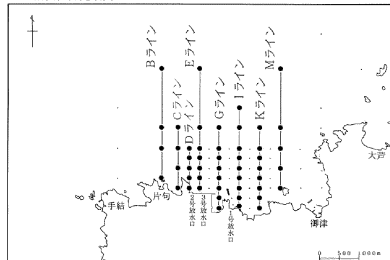 Bライン
Cライン
Dライン
Eライン
Gライン
Iライン
Kライン
Mライン
大芦
手結
片句
2号放水口
3号放水口
1号放水口
御津
0 500 1000m